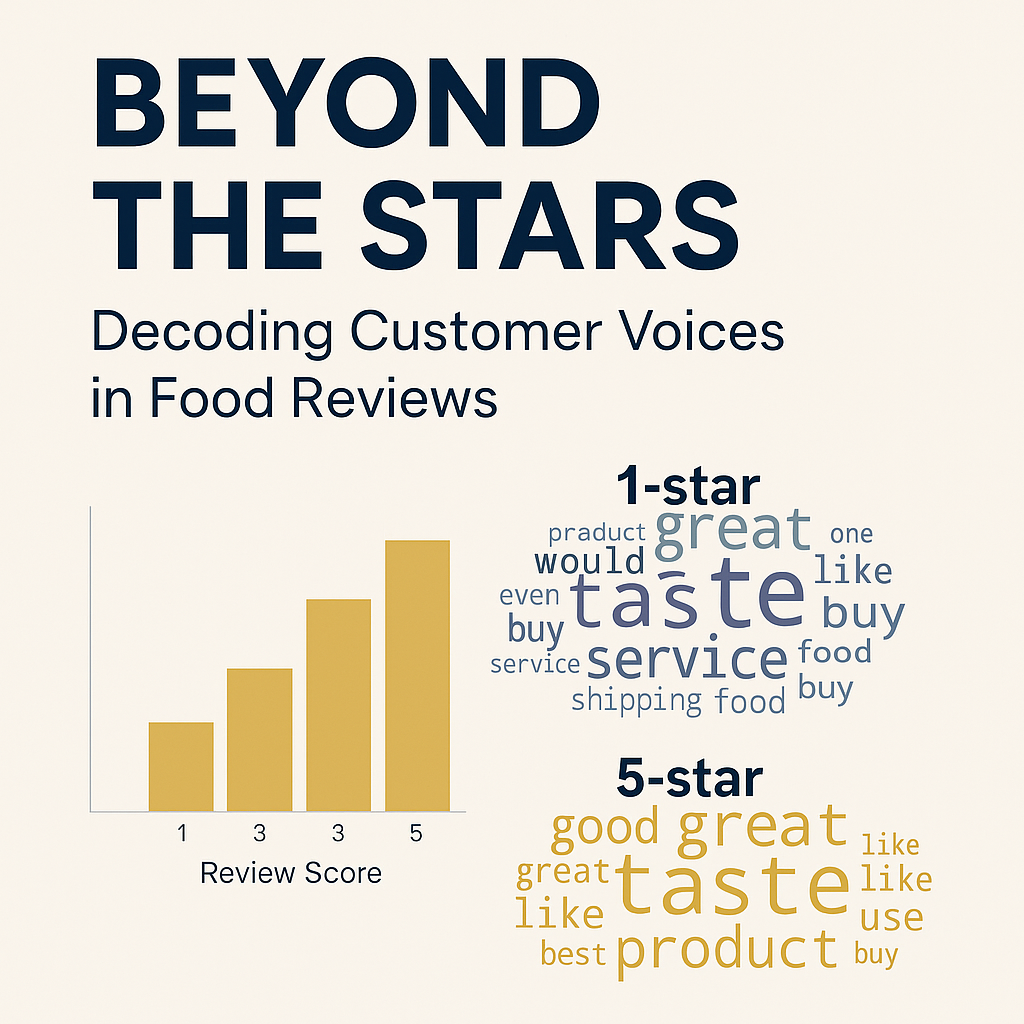 BEYOND
THE STARS
Decoding Customer Voices
in Food Reviews
1 3 3 5
Review Score
1-star
praduct great one
would like
even taste buy
buy
service service food
shipping food buy
5-star
good great like
great taste like
like use
best product buy